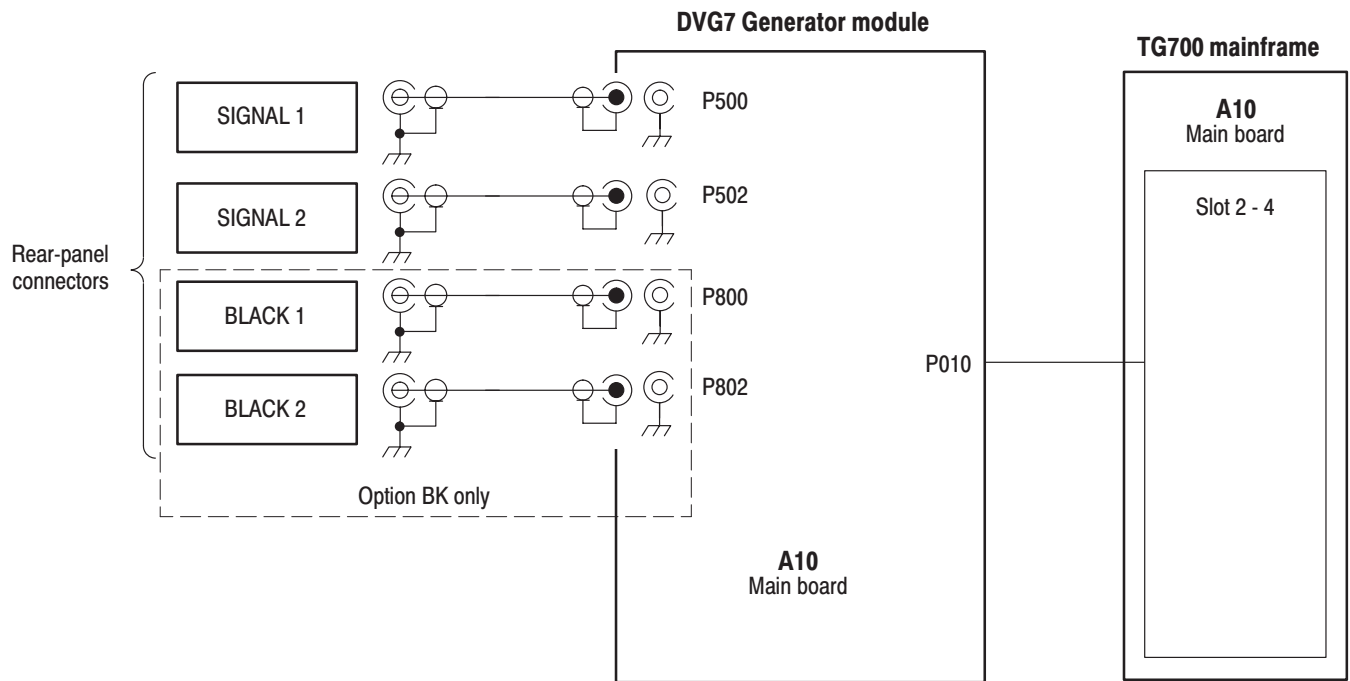 DVG7 Generator module
TG700 mainframe
Rear-panel
connectors
SIGNAL 1
P500
SIGNAL 2
P502
BLACK 1
P800
BLACK 2
P802
Option BK only
P010
A10
Main board
A10
Main board
Slot 2 - 4